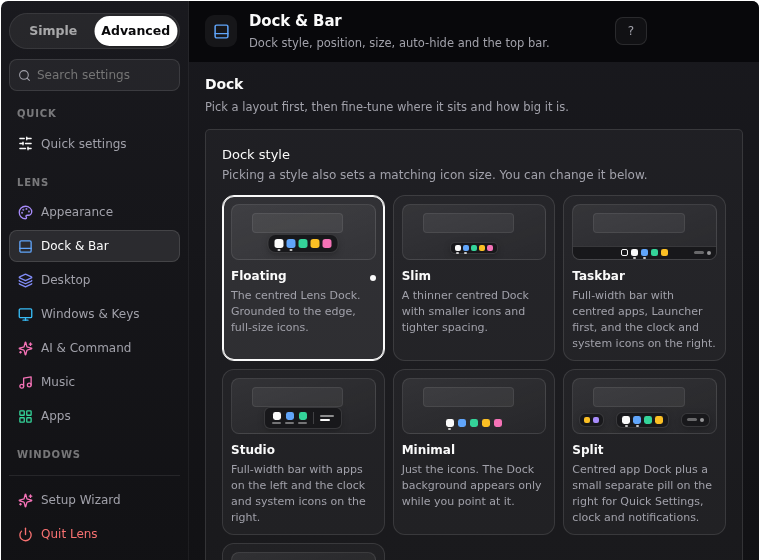 Simple
Advanced
Search settings
QUICK
Quick settings
LENS
Appearance
Dock & Bar
Desktop
Windows & Keys
AI & Command
Music
Apps
WINDOWS
Setup Wizard
Quit Lens
Dock & Bar
Dock style, position, size, auto-hide and the top bar.
?
Dock
Pick a layout first, then fine-tune where it sits and how big it is.
Dock style
Picking a style also sets a matching icon size. You can change it below.
Floating
The centred Lens Dock.
Grounded to the edge,
full-size icons.
Slim
A thinner centred Dock
with smaller icons and
tighter spacing.
Taskbar
Full-width bar with
centred apps, Launcher
first, and the clock and
system icons on the right.
Studio
Full-width bar with apps
on the left and the clock
and system icons on the
right.
Minimal
Just the icons. The Dock
background appears only
while you point at it.
Split
Centred app Dock plus a
small separate pill on the
right for Quick Settings,
clock and notifications.